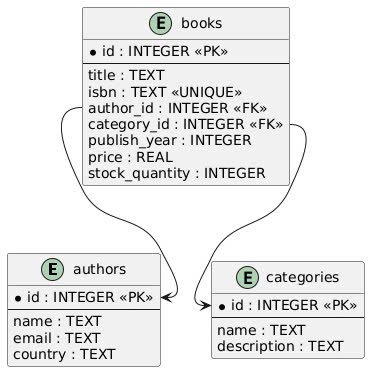 E books
* id : INTEGER «PK»
title : TEXT
isbn : TEXT «UNIQUE»
author_id : INTEGER «FK»
category_id : INTEGER «FK»
publish_year : INTEGER
price : REAL
stock_quantity : INTEGER
E authors
* id : INTEGER «PK»
name : TEXT
email : TEXT
country : TEXT
E categories
* id : INTEGER «PK»
name : TEXT
description : TEXT